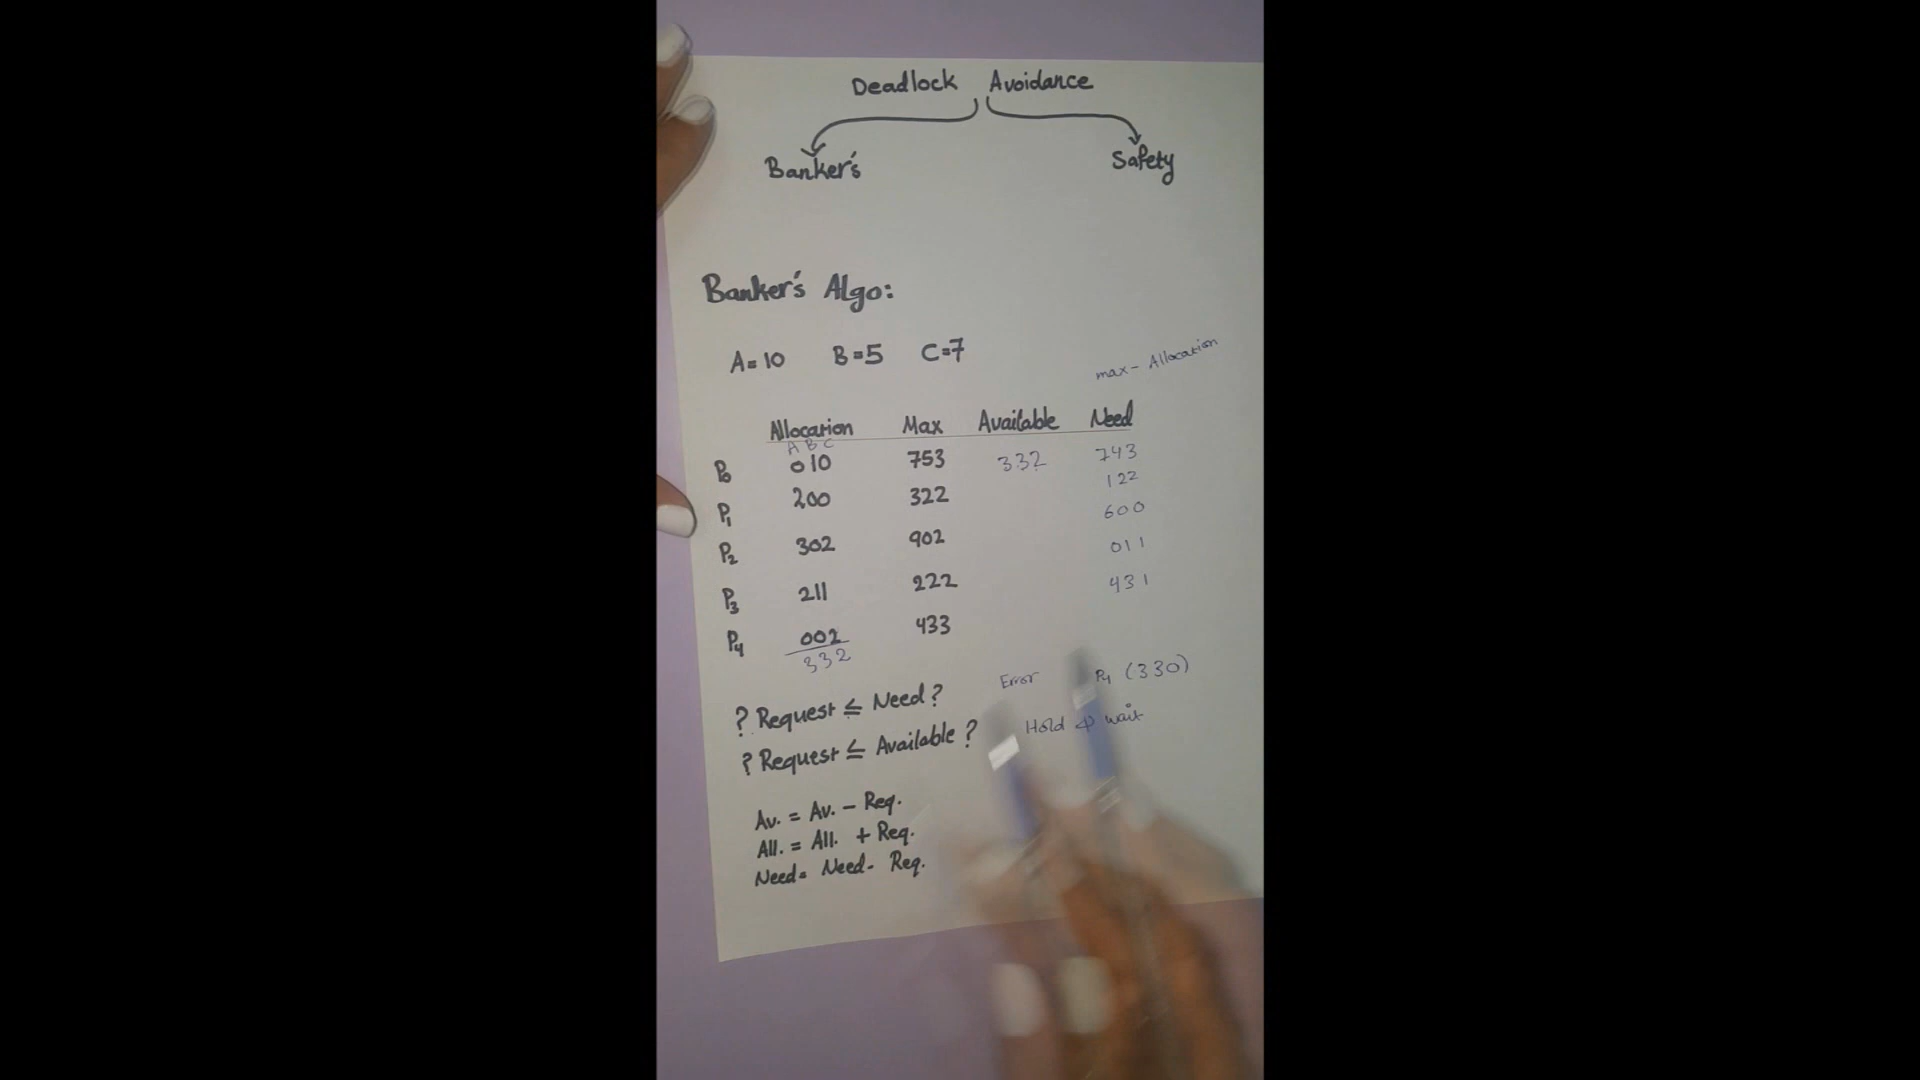 Deadlock Avoidance
Banker's Safety
Banker's Algo:
A=10 B=5 C=7
max- Allocation
Allocation Max Available Need
A B C
P0 010 753 332 743
P1 200 322 122
P2 302 902 600
P3 211 222 011
P4 002 433 431
332
? Request ≤ Need? Error (330)
? Request ≤ Available? Hold & wait
Av. = Av. - Req.
All. = All. + Req.
Need= Need- Req.